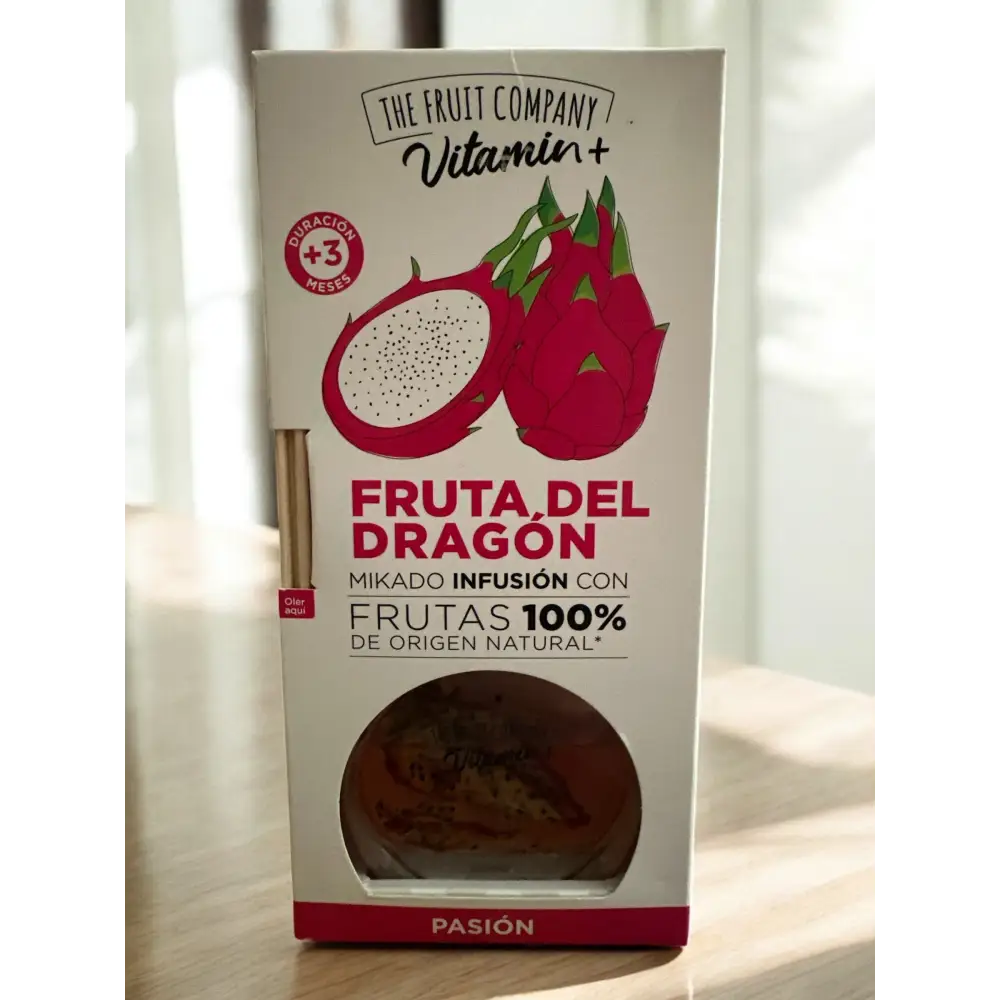 THE FRUIT COMPANY
Vitamin+
DURACIÓN
+3
MESES
FRUTA DEL
DRAGÓN
MIKADO INFUSIÓN CON
FRUTAS 100%
DE ORIGEN NATURAL*
Oler
aquí
Vitamin+
PASIÓN